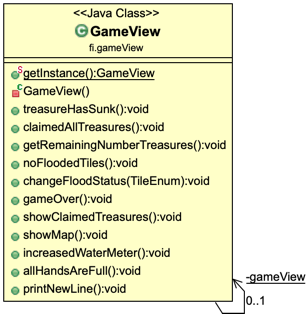 <<Java Class>>
GameView
fi.gameView
getInstance():GameView
GameView()
treasureHasSunk():void
claimedAllTreasures():void
getRemainingNumberTreasures():void
noFloodedTiles():void
changeFloodStatus(TileEnum):void
gameOver():void
showClaimedTreasures():void
showMap():void
increasedWaterMeter():void
allHandsAreFull():void
printNewLine():void
-gameView
0..1